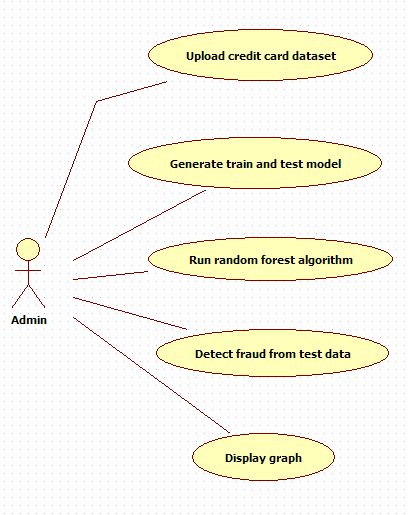 Upload credit card dataset
Generate train and test model
Run random forest algorithm
Admin
Detect fraud from test data
Display graph